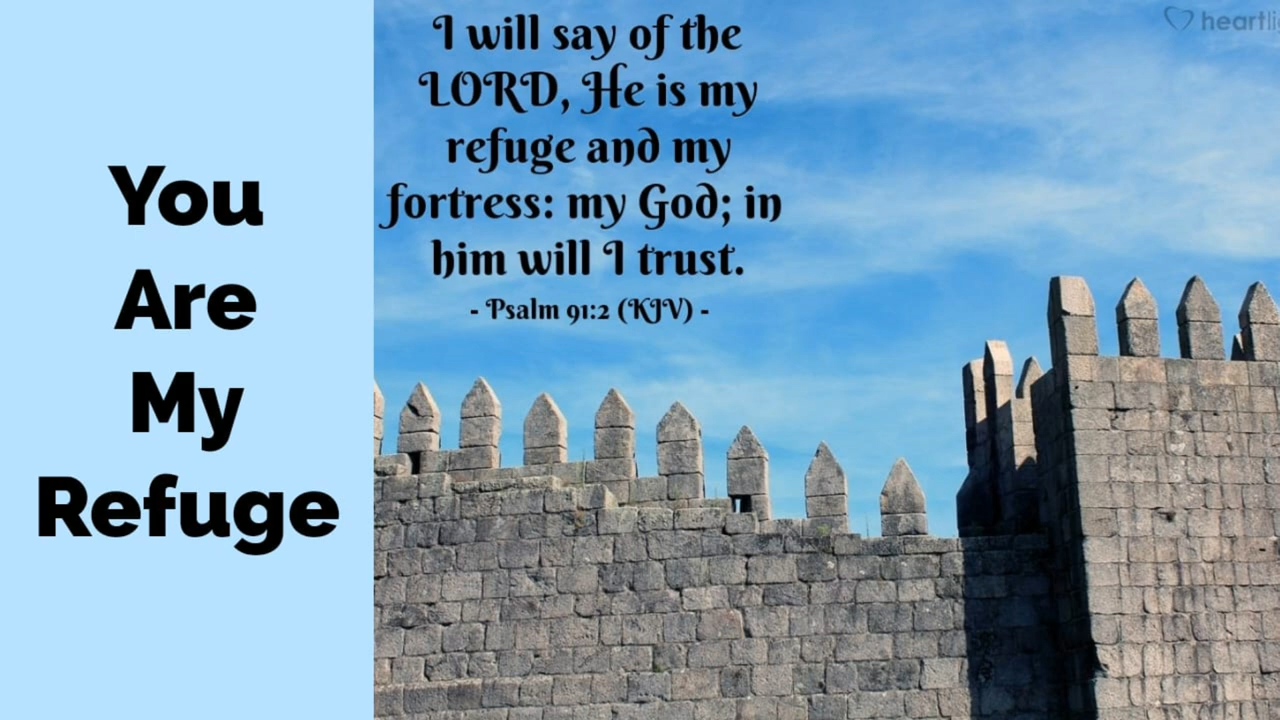 You
Are
My
Refuge
I will say of the
LORD, He is my
refuge and my
fortress: my God; in
him will I trust.
- Psalm 91:2 (KJV) -
heartli